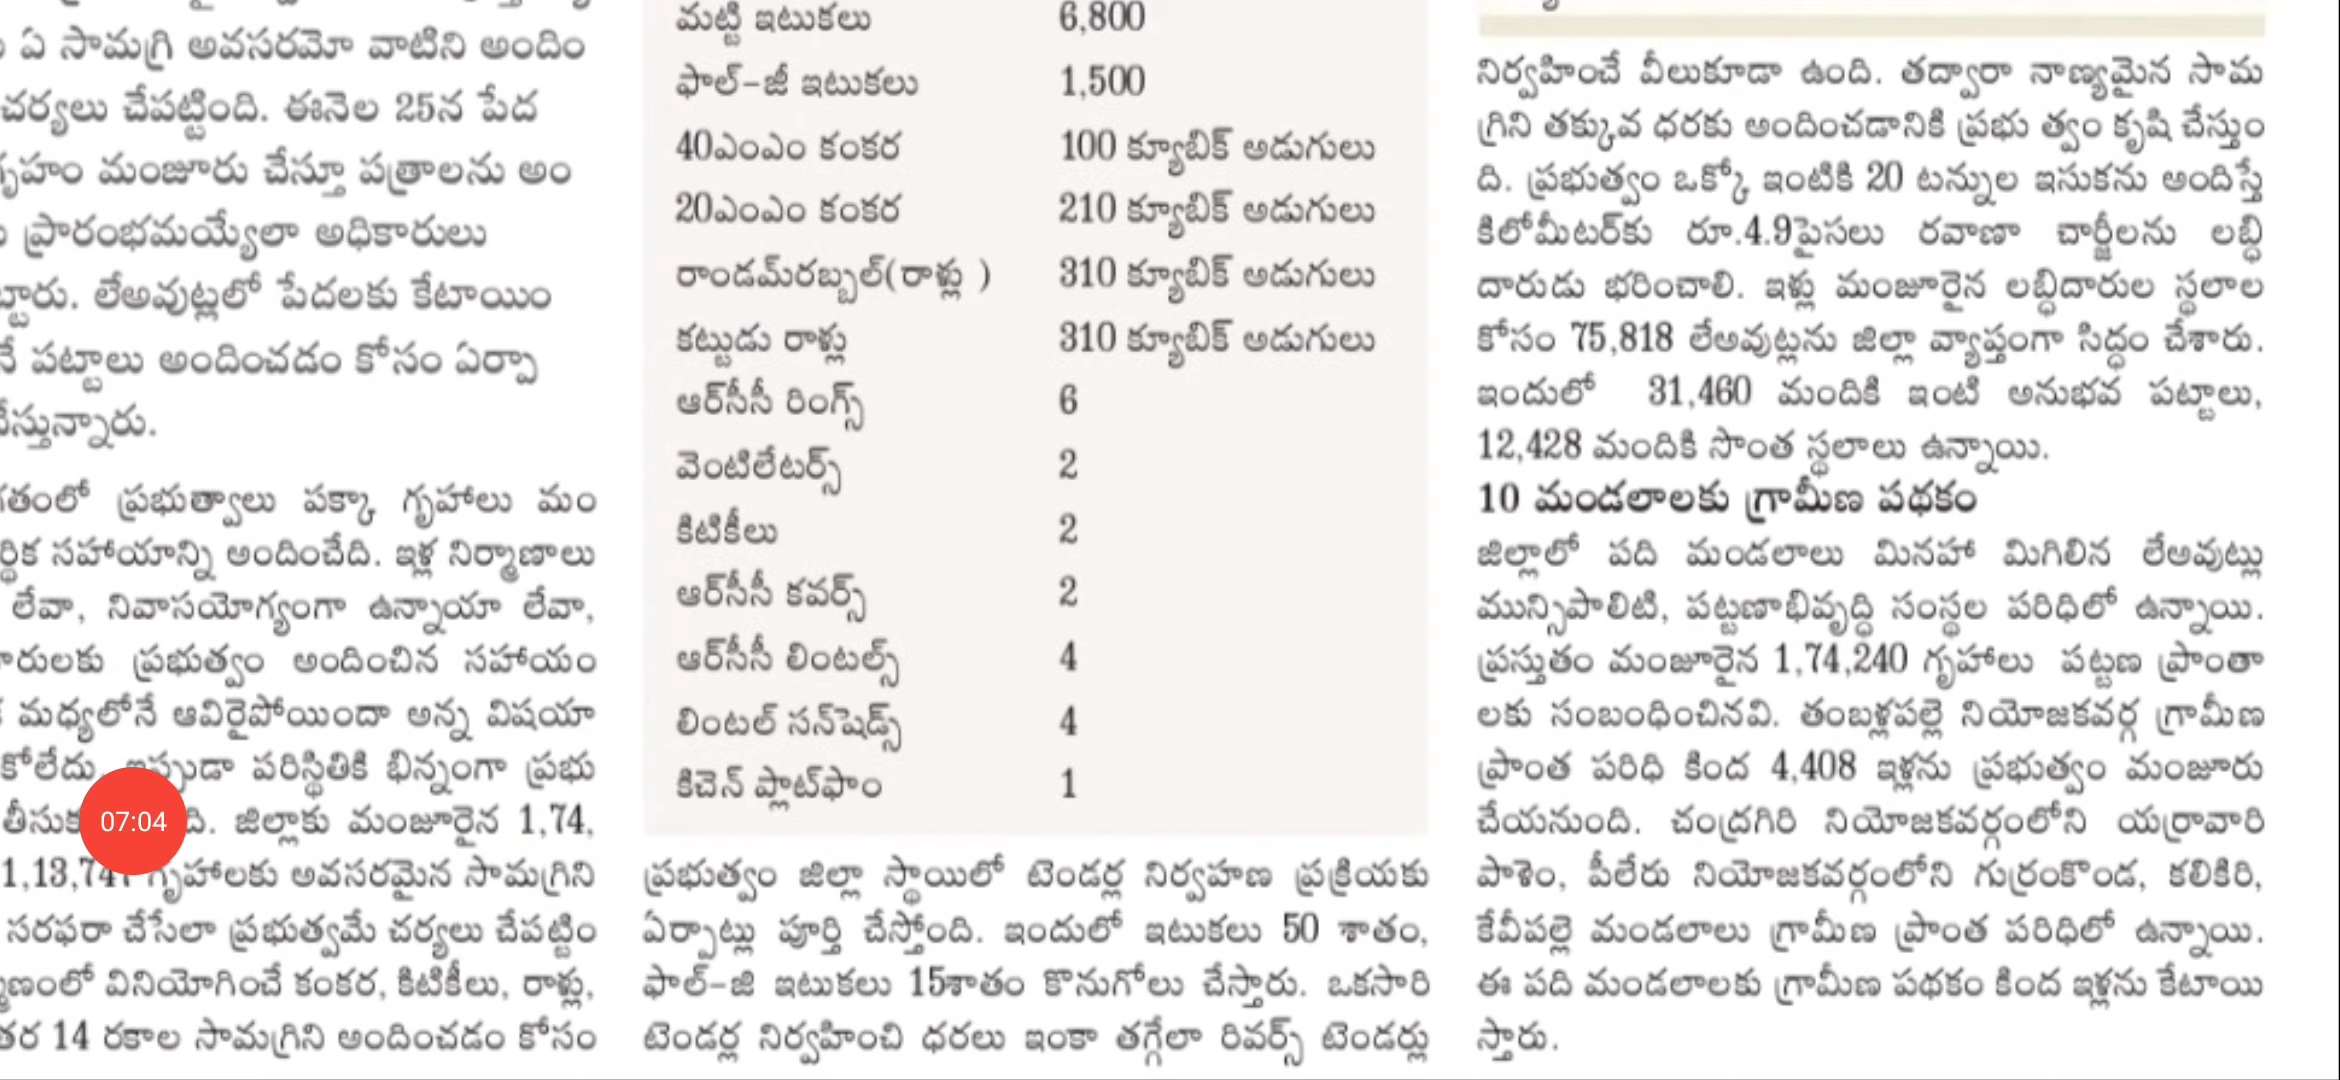 ఏ సామగ్రి అవసరమో వాటిని అందిం
చర్యలు చేపట్టింది. ఈనెల 25న పేద
గృహం మంజూరు చేస్తూ పత్రాలను అం
ప్రారంభమయ్యేలా అధికారులు
లేఅవుట్లలో పేదలకు కేటాయిం
పట్టాలు అందించడం కోసం ఏర్పా
ప్రభుత్వాలు పక్కా గృహాలు మం
సహాయాన్ని అందించేది. ఇళ్ల నిర్మాణాలు
లేవా, నివాసయోగ్యంగా ఉన్నాయా లేవా,
ప్రభుత్వం అందించిన సహాయం
మధ్యలోనే ఆవిరైపోయిందా అన్న విషయా
పరిస్థితికి భిన్నంగా ప్రభు
07:04
జిల్లాకు మంజూరైన 1,74,
అవసరమైన సామగ్రిని
సరఫరా చేసేలా ప్రభుత్వమే చర్యలు చేపట్టిం
వినియోగించే కంకర, కిటికీలు, రాళ్లు,
14 రకాల సామగ్రిని అందించడం కోసం
మట్టి ఇటుకలు 6,800
ఫాల్-జీ ఇటుకలు 1,500
40ఎంఎం కంకర 100 క్యూబిక్ అడుగులు
20ఎంఎం కంకర 210 క్యూబిక్ అడుగులు
రాండమ్‌రబ్బల్(రాళ్లు ) 310 క్యూబిక్ అడుగులు
కట్టుడు రాళ్లు 310 క్యూబిక్ అడుగులు
ఆర్‌సీసీ రింగ్స్ 6
వెంటిలేటర్స్ 2
కిటికీలు 2
ఆర్‌సీసీ కవర్స్ 2
ఆర్‌సీసీ లింటల్స్ 4
లింటల్ సన్‌షెడ్స్ 4
కిచెన్ ప్లాట్‌ఫాం 1
ప్రభుత్వం జిల్లా స్థాయిలో టెండర్ల నిర్వహణ ప్రక్రియకు
ఏర్పాట్లు పూర్తి చేస్తోంది. ఇందులో ఇటుకలు 50 శాతం,
ఫాల్-జి ఇటుకలు 15శాతం కొనుగోలు చేస్తారు. ఒకసారి
టెండర్ల నిర్వహించి ధరలు ఇంకా తగ్గేలా రివర్స్ టెండర్లు
నిర్వహించే వీలుకూడా ఉంది. తద్వారా నాణ్యమైన సామ
గ్రిని తక్కువ ధరకు అందించడానికి ప్రభు త్వం కృషి చేస్తుం
ది. ప్రభుత్వం ఒక్కో ఇంటికి 20 టన్నుల ఇసుకను అందిస్తే
కిలోమీటర్‌కు రూ.4.9పైసలు రవాణా చార్జీలను లబ్ధి
దారుడు భరించాలి. ఇళ్లు మంజూరైన లబ్ధిదారుల స్థలాల
కోసం 75,818 లేఅవుట్లను జిల్లా వ్యాప్తంగా సిద్ధం చేశారు.
ఇందులో 31,460 మందికి ఇంటి అనుభవ పట్టాలు,
12,428 మందికి సొంత స్థలాలు ఉన్నాయి.
10 మండలాలకు గ్రామీణ పథకం
జిల్లాలో పది మండలాలు మినహా మిగిలిన లేఅవుట్లు
మున్సిపాలిటి, పట్టణాభివృద్ధి సంస్థల పరిధిలో ఉన్నాయి.
ప్రస్తుతం మంజూరైన 1,74,240 గృహాలు పట్టణ ప్రాంతా
లకు సంబంధించినవి. తంబళ్లపల్లె నియోజకవర్గ గ్రామీణ
ప్రాంత పరిధి కింద 4,408 ఇళ్లను ప్రభుత్వం మంజూరు
చేయనుంది. చంద్రగిరి నియోజకవర్గంలోని యర్రావారి
పాళెం, పీలేరు నియోజకవర్గంలోని గుర్రంకొండ, కలికిరి,
కేవీపల్లె మండలాలు గ్రామీణ ప్రాంత పరిధిలో ఉన్నాయి.
ఈ పది మండలాలకు గ్రామీణ పథకం కింద ఇళ్లను కేటాయి
స్తారు.